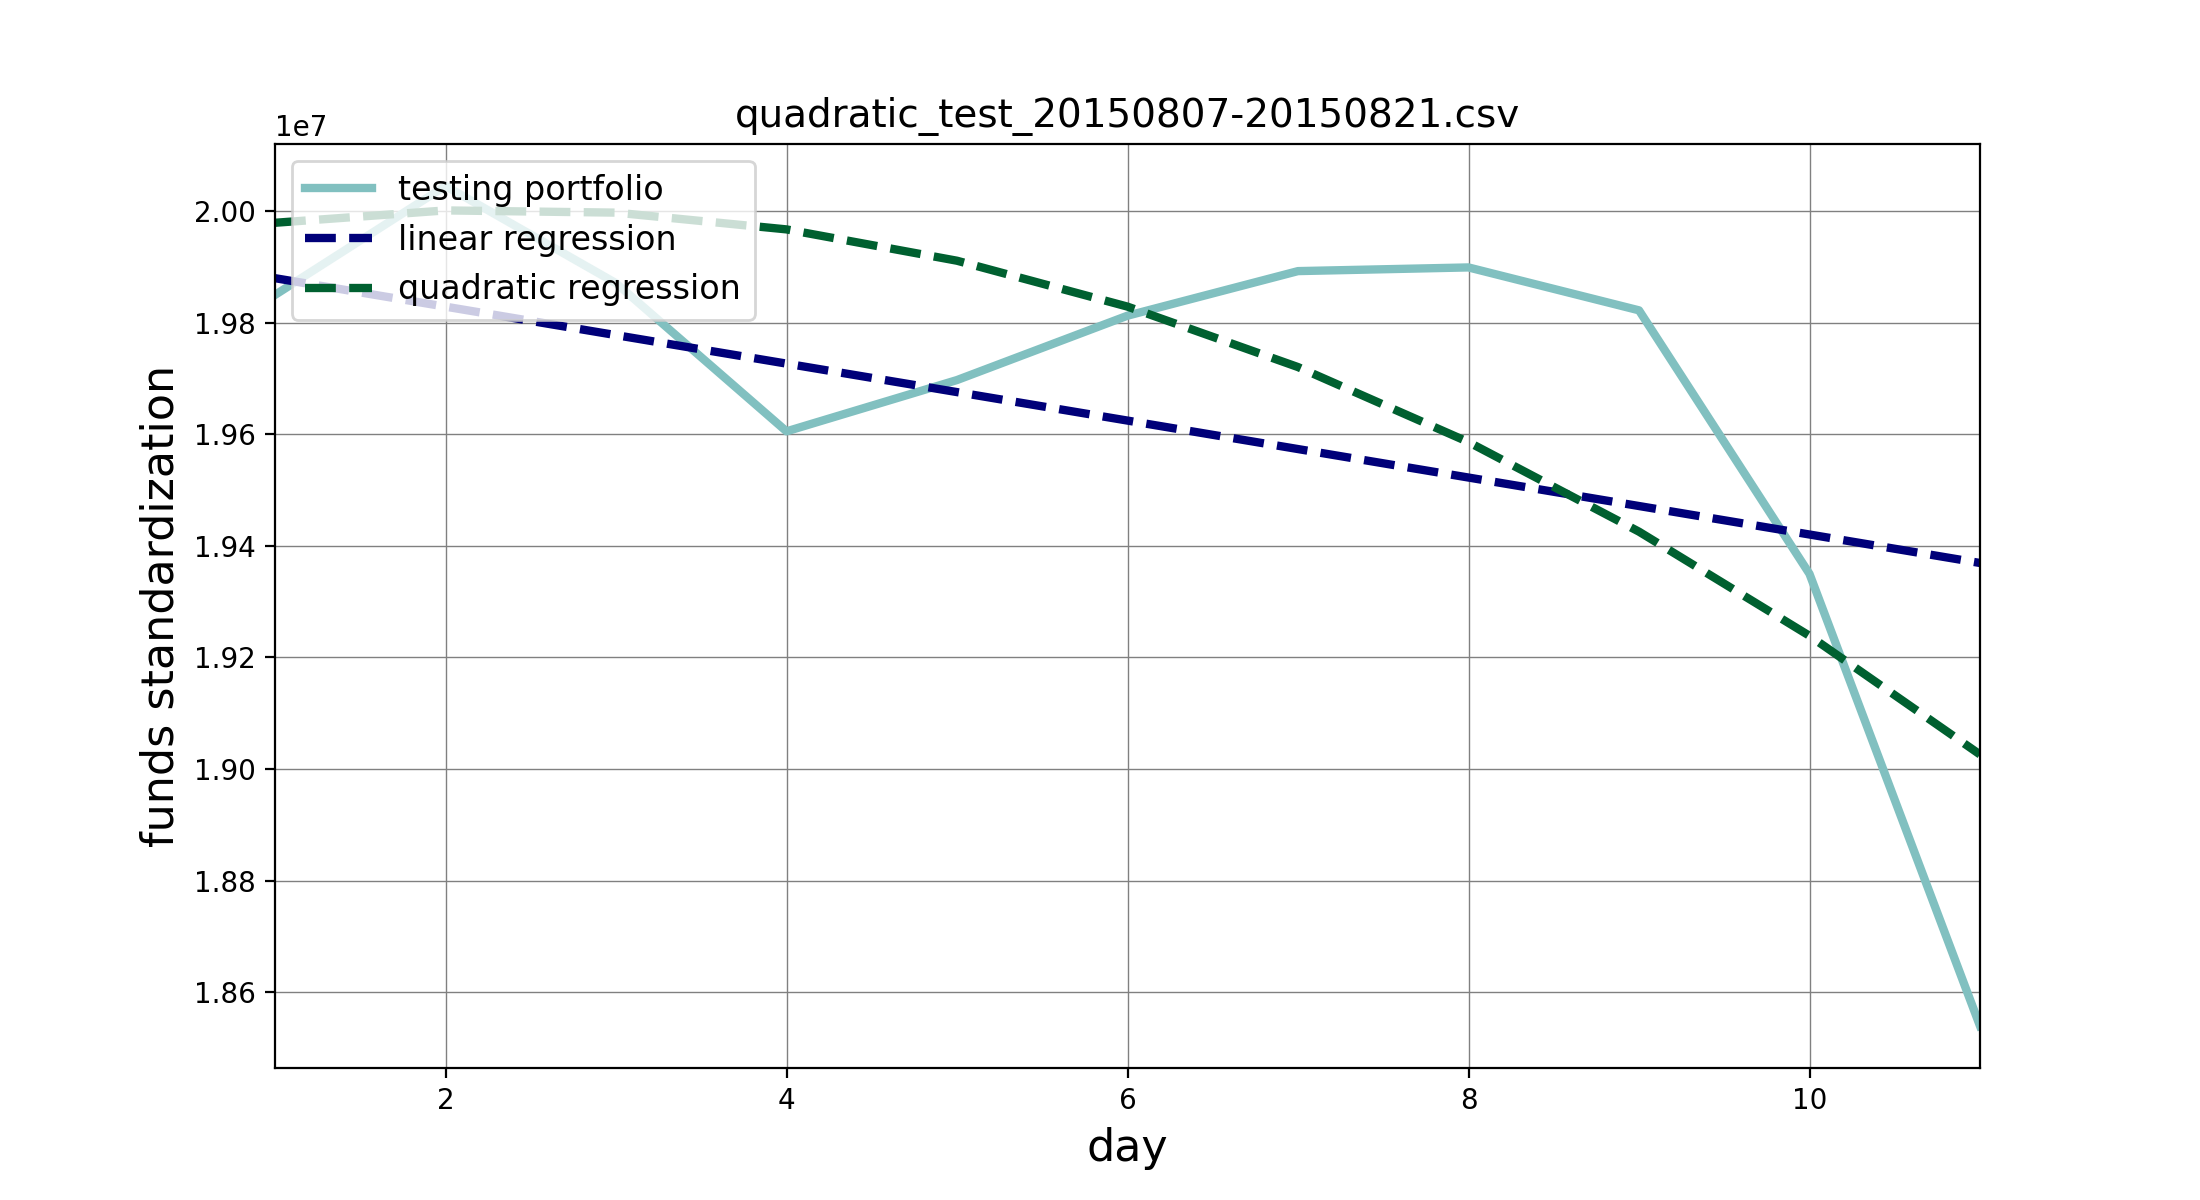 quadratic_test_20150807-20150821.csv
1e7
testing portfolio
linear regression
quadratic regression
2.00
1.98
1.96
1.94
1.92
1.90
1.88
1.86
funds standardization
2 4 6 8 10
day